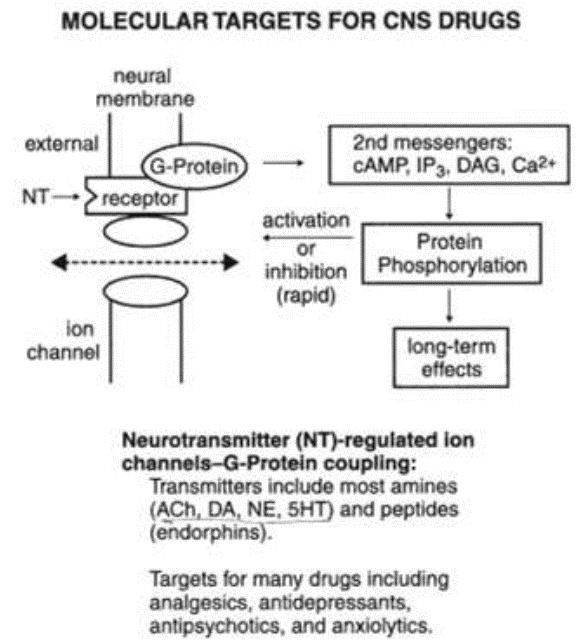 MOLECULAR TARGETS FOR CNS DRUGS
neural
membrane
external
G-Protein
2nd messengers:
cAMP, IP3, DAG, Ca2+
NT
receptor
activation
or
inhibition
(rapid)
Protein
Phosphorylation
ion
channel
long-term
effects
Neurotransmitter (NT)-regulated ion
channels–G-Protein coupling:
Transmitters include most amines
(ACh, DA, NE, 5HT) and peptides
(endorphins).
Targets for many drugs including
analgesics, antidepressants,
antipsychotics, and anxiolytics.